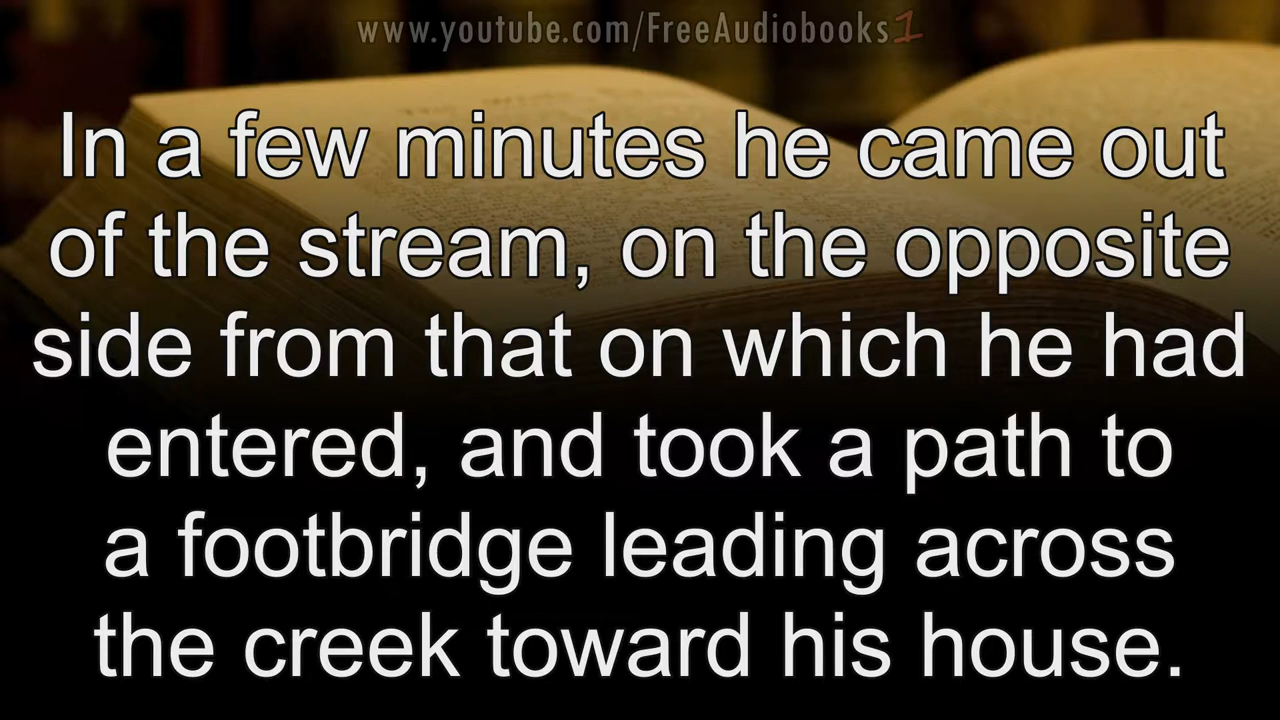 www.youtube.com/FreeAudiobooks1
In a few minutes he came out
of the stream, on the opposite
side from that on which he had
entered, and took a path to
a footbridge leading across
the creek toward his house.